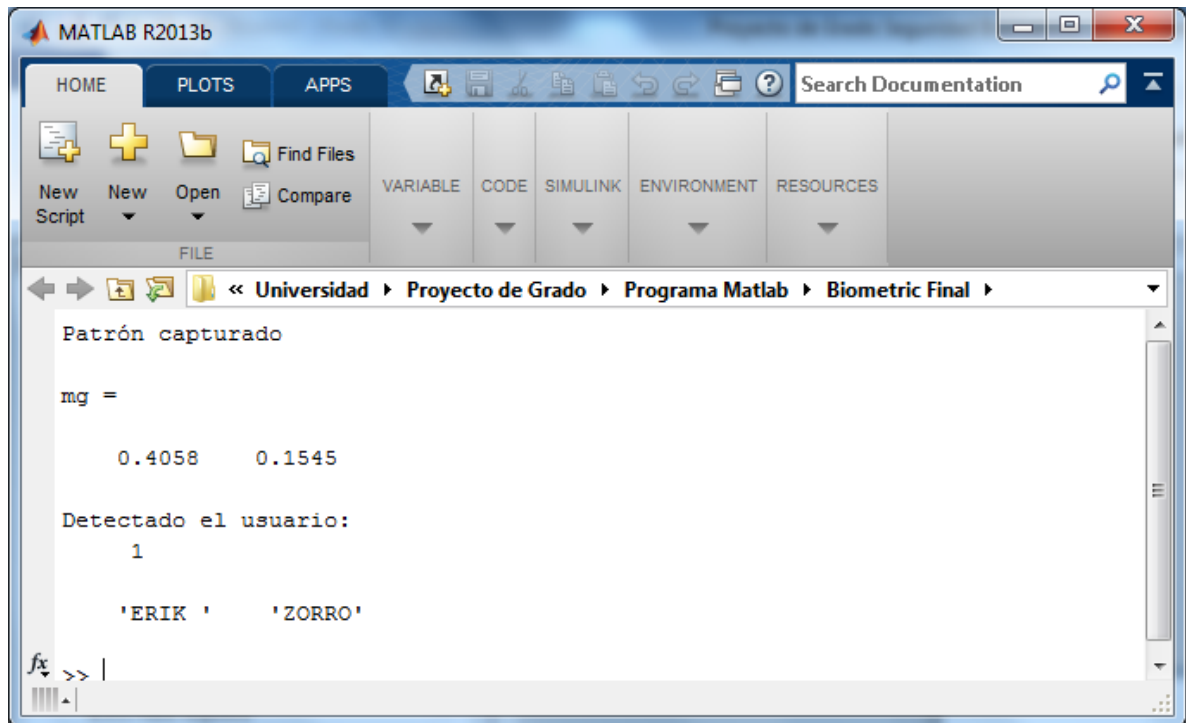 MATLAB R2013b
HOME PLOTS APPS Search Documentation
New Script
New
Open
Find Files
Compare
FILE
VARIABLE CODE SIMULINK ENVIRONMENT RESOURCES
« Universidad Proyecto de Grado Programa Matlab Biometric Final
Patrón capturado
mg =
0.4058 0.1545
Detectado el usuario:
1
'ERIK ' 'ZORRO'
fx >>